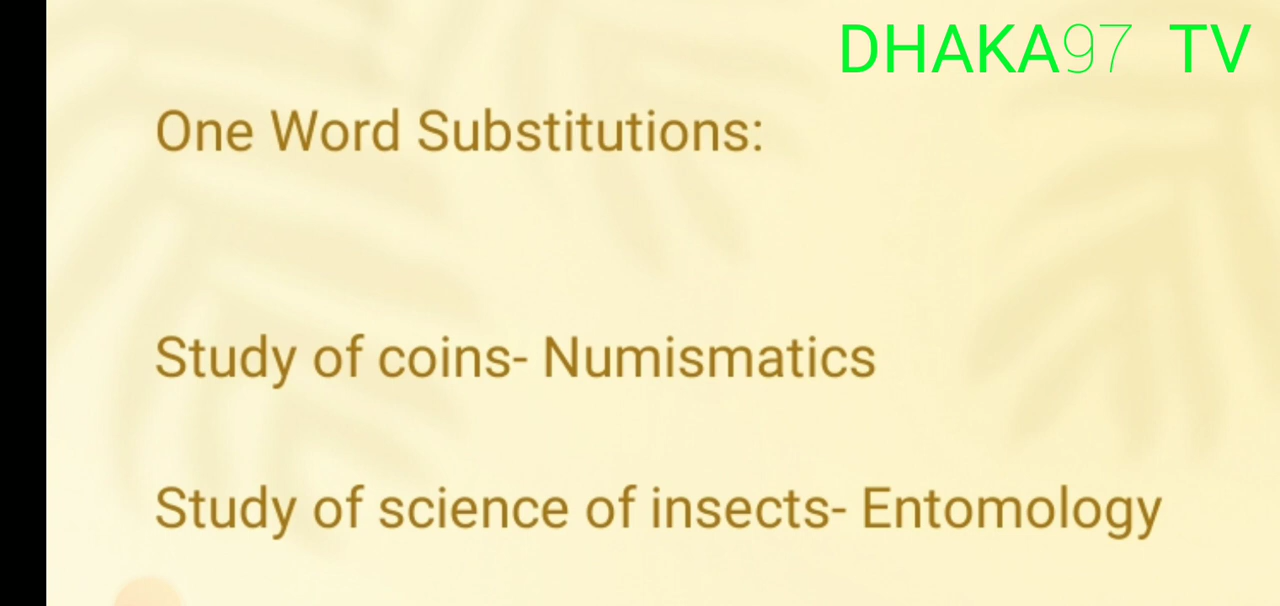 DHAKA97 TV
One Word Substitutions:
Study of coins- Numismatics
Study of science of insects- Entomology